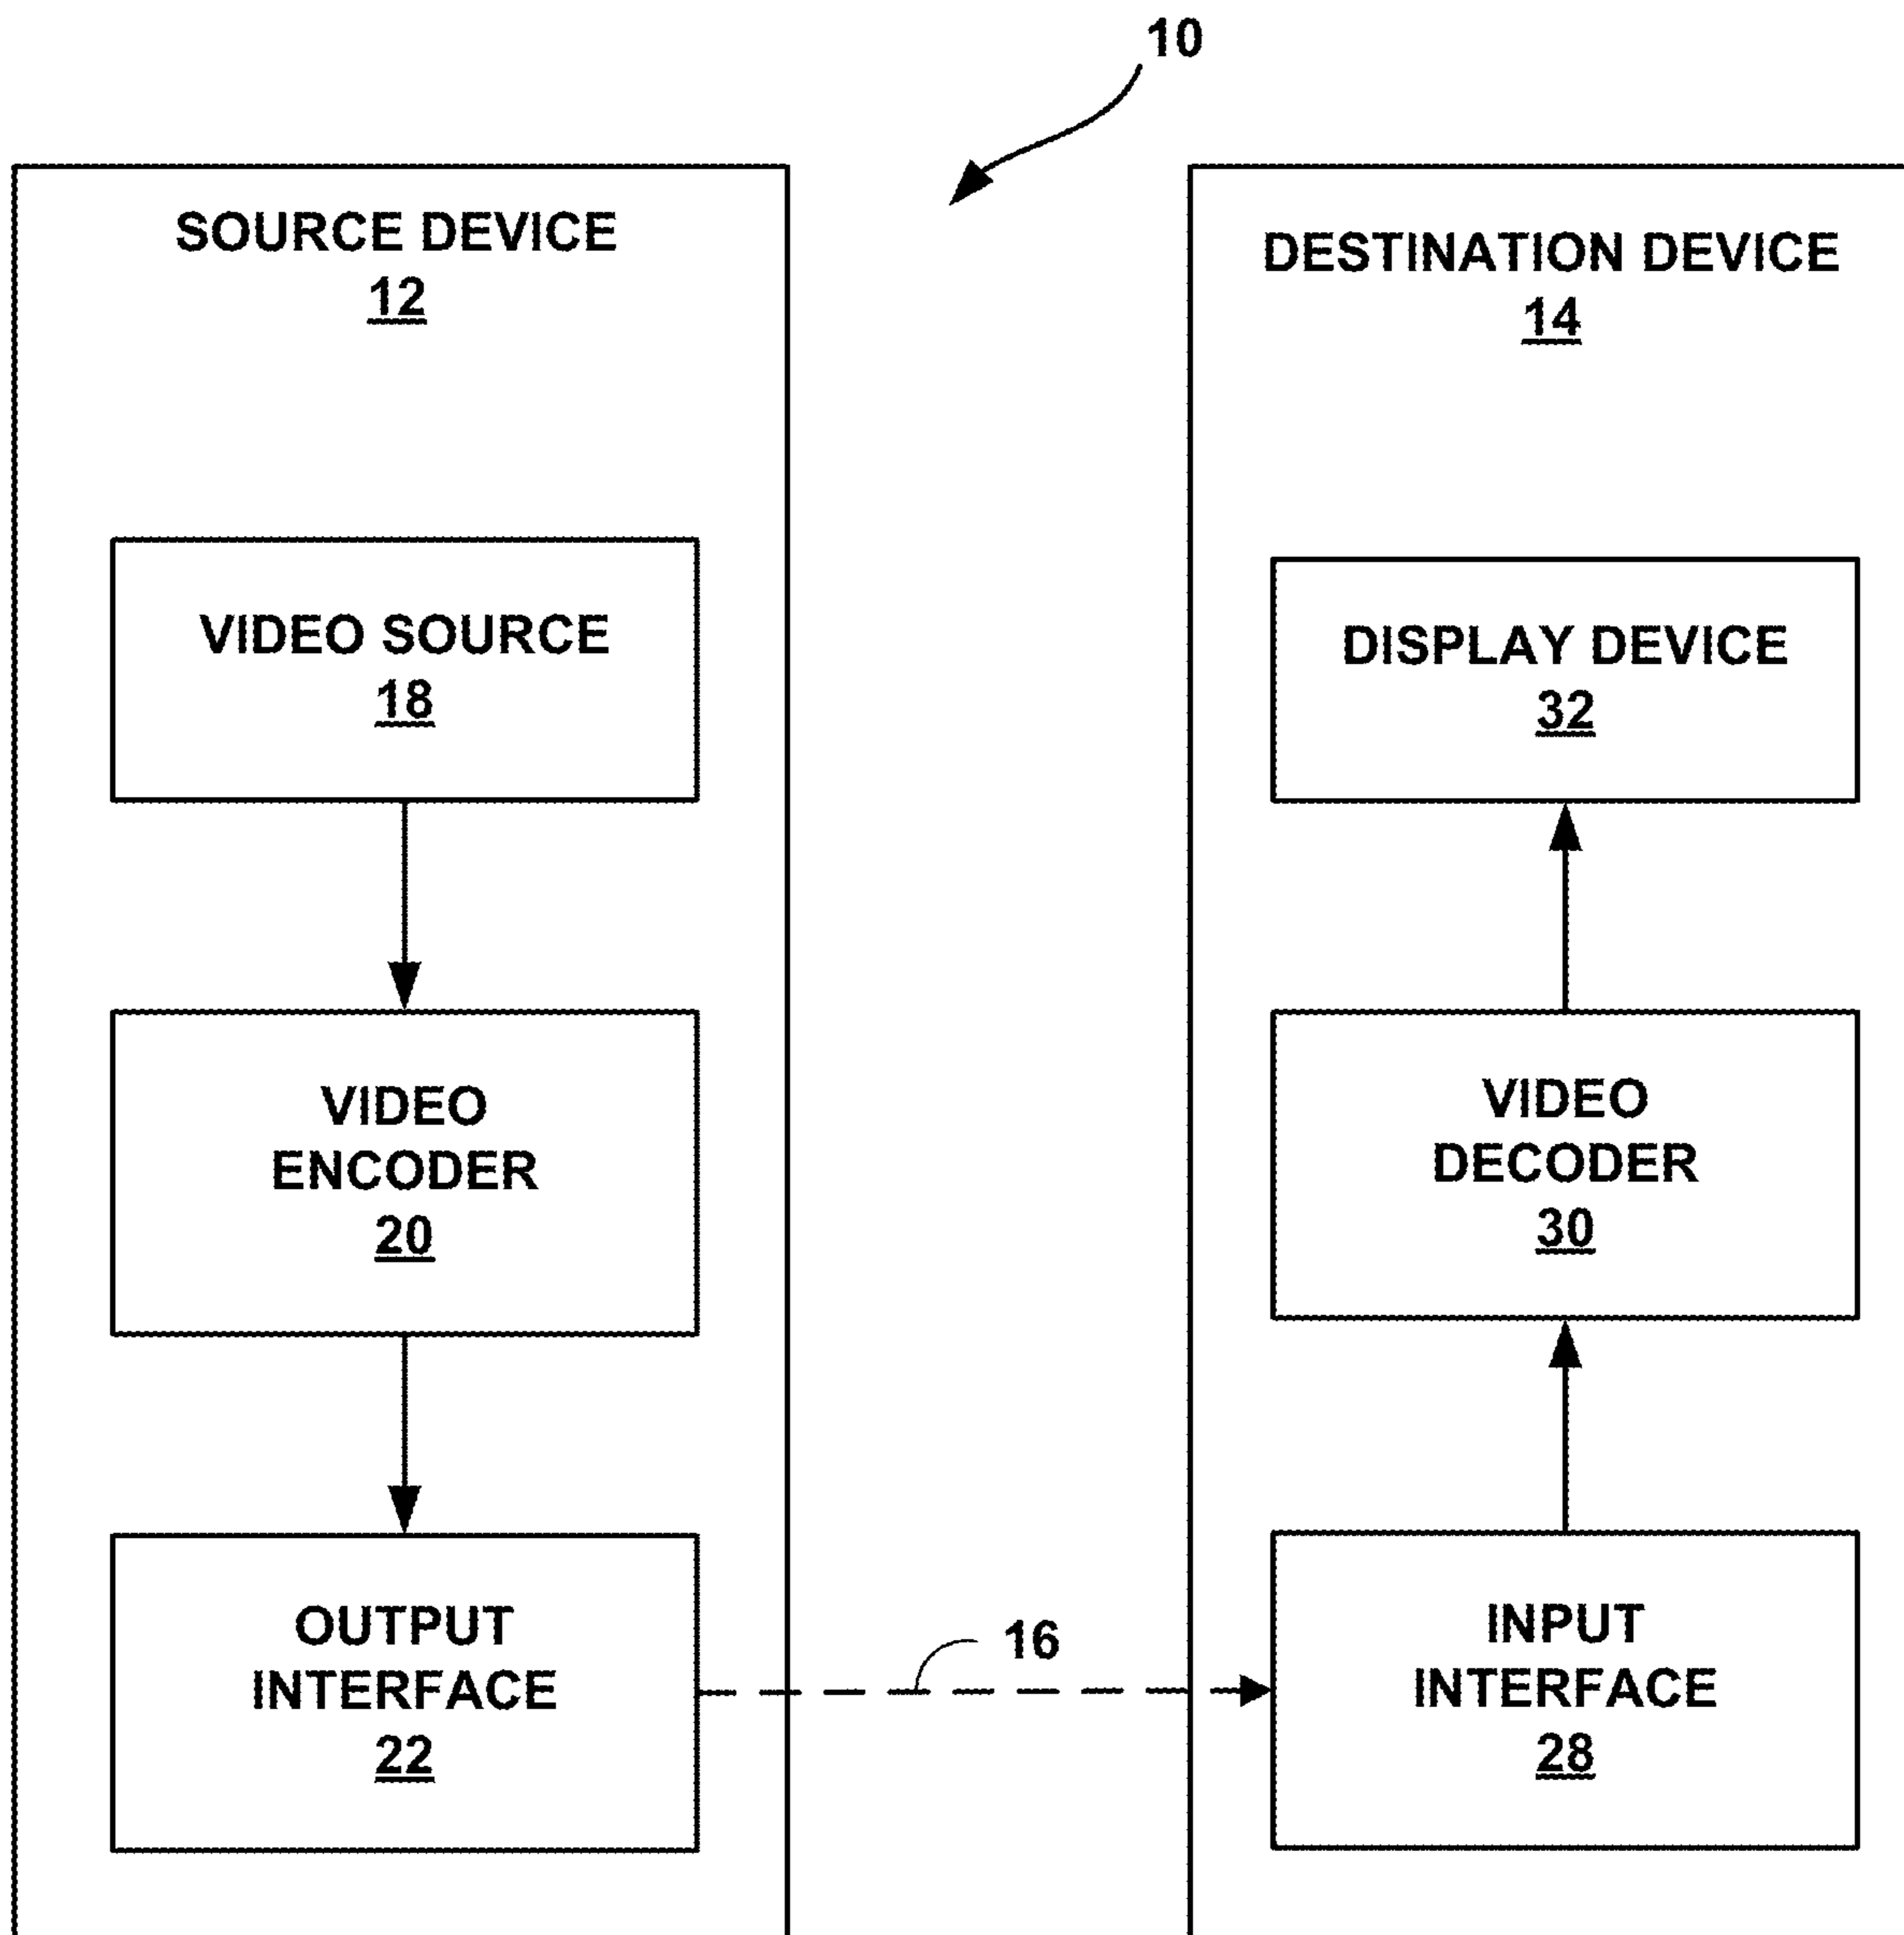 10
SOURCE DEVICE
12
VIDEO SOURCE
18
VIDEO
ENCODER
20
OUTPUT
INTERFACE
22
16
DESTINATION DEVICE
14
DISPLAY DEVICE
32
VIDEO
DECODER
30
INPUT
INTERFACE
28